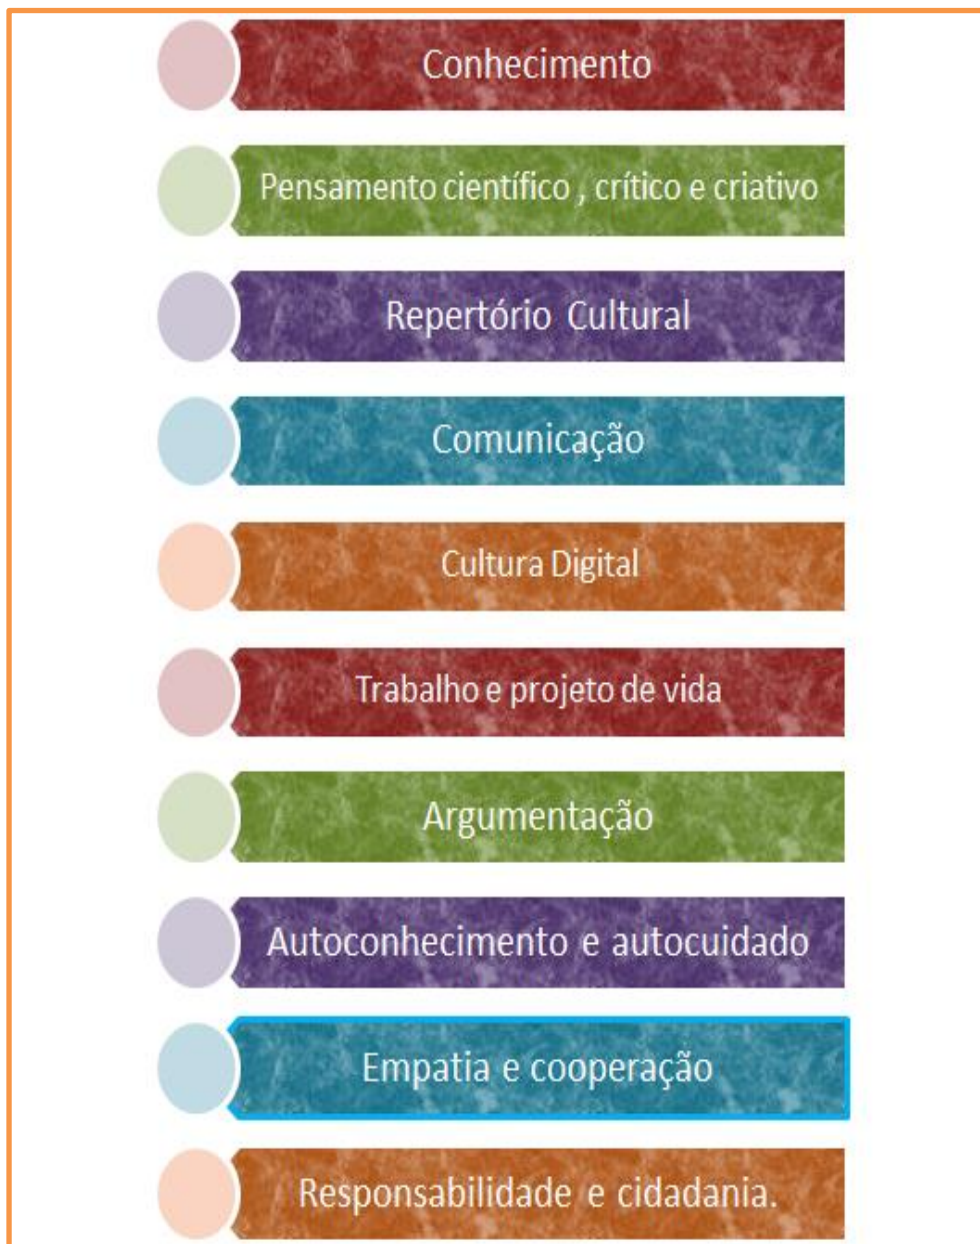 Conhecimento
Pensamento científico , crítico e criativo
Repertório Cultural
Comunicação
Cultura Digital
Trabalho e projeto de vida
Argumentação
Autoconhecimento e autocuidado
Empatia e cooperação
Responsabilidade e cidadania.